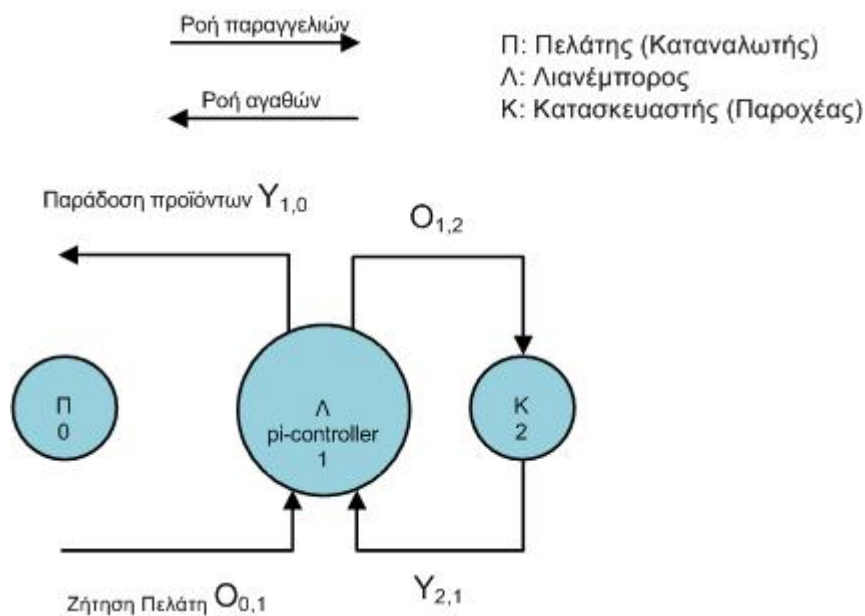 Ροή παραγγελιών
Ροή αγαθών
Π: Πελάτης (Καταναλωτής)
Λ: Λιανέμπορος
Κ: Κατασκευαστής (Παροχέας)
Παράδοση προϊόντων Y1,0
O1,2
Π
0
Λ
pi-controller
1
Κ
2
Ζήτηση Πελάτη O0,1
Y2,1